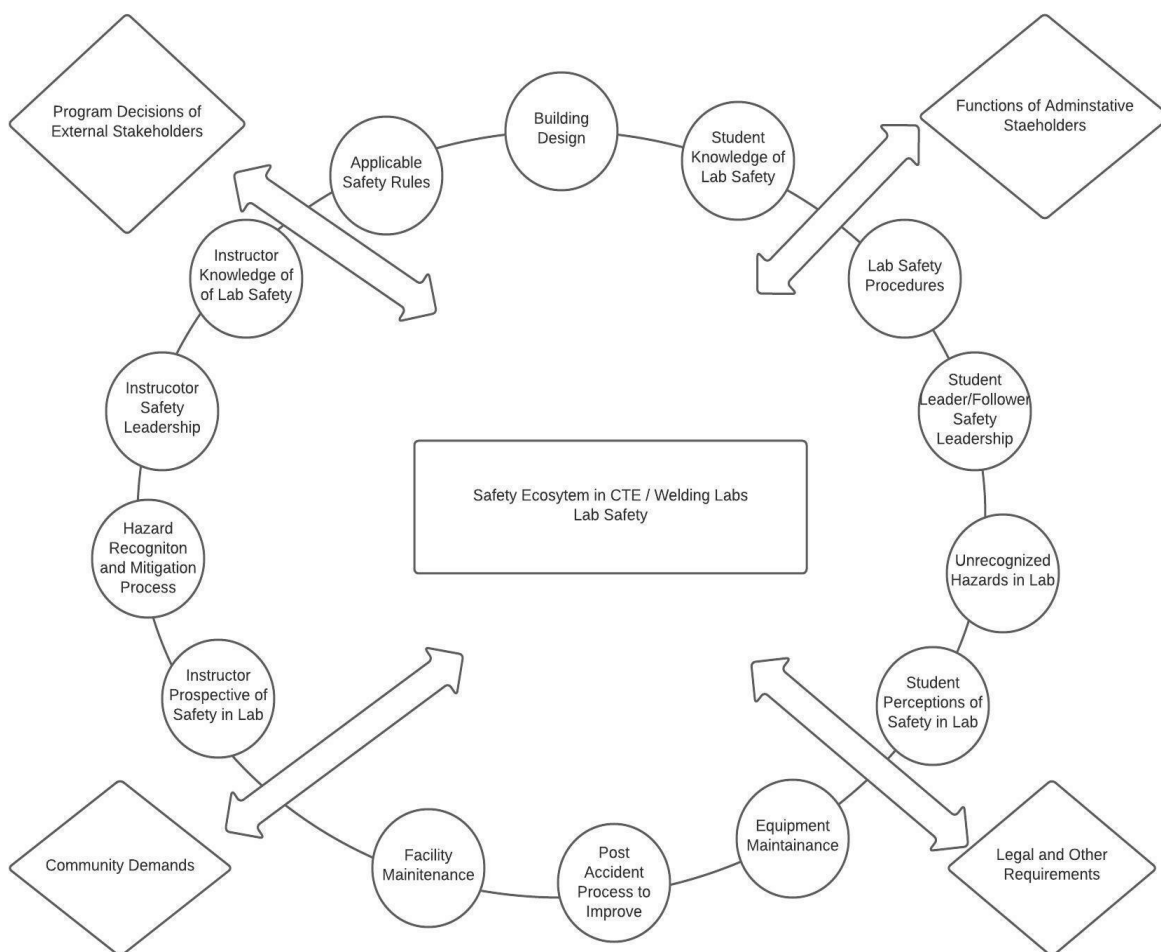 Program Decisions of
External Stakeholders
Building
Design
Functions of Adminstative
Staeholders
Applicable
Safety Rules
Student
Knowledge of
Lab Safety
Instructor
Knowledge of
of Lab Safety
Lab Safety
Procedures
Instrucotor
Safety
Leadership
Student
Leader/Follower
Safety
Leadership
Safety Ecosytem in CTE / Welding Labs
Lab Safety
Hazard
Recogniton
and Mitigation
Process
Unrecognized
Hazards in Lab
Instructor
Prospective of
Safety in Lab
Student
Perceptions of
Safety in Lab
Community Demands
Facility
Mainitenance
Post
Accident
Process to
Improve
Equipment
Maintainance
Legal and Other
Requirements